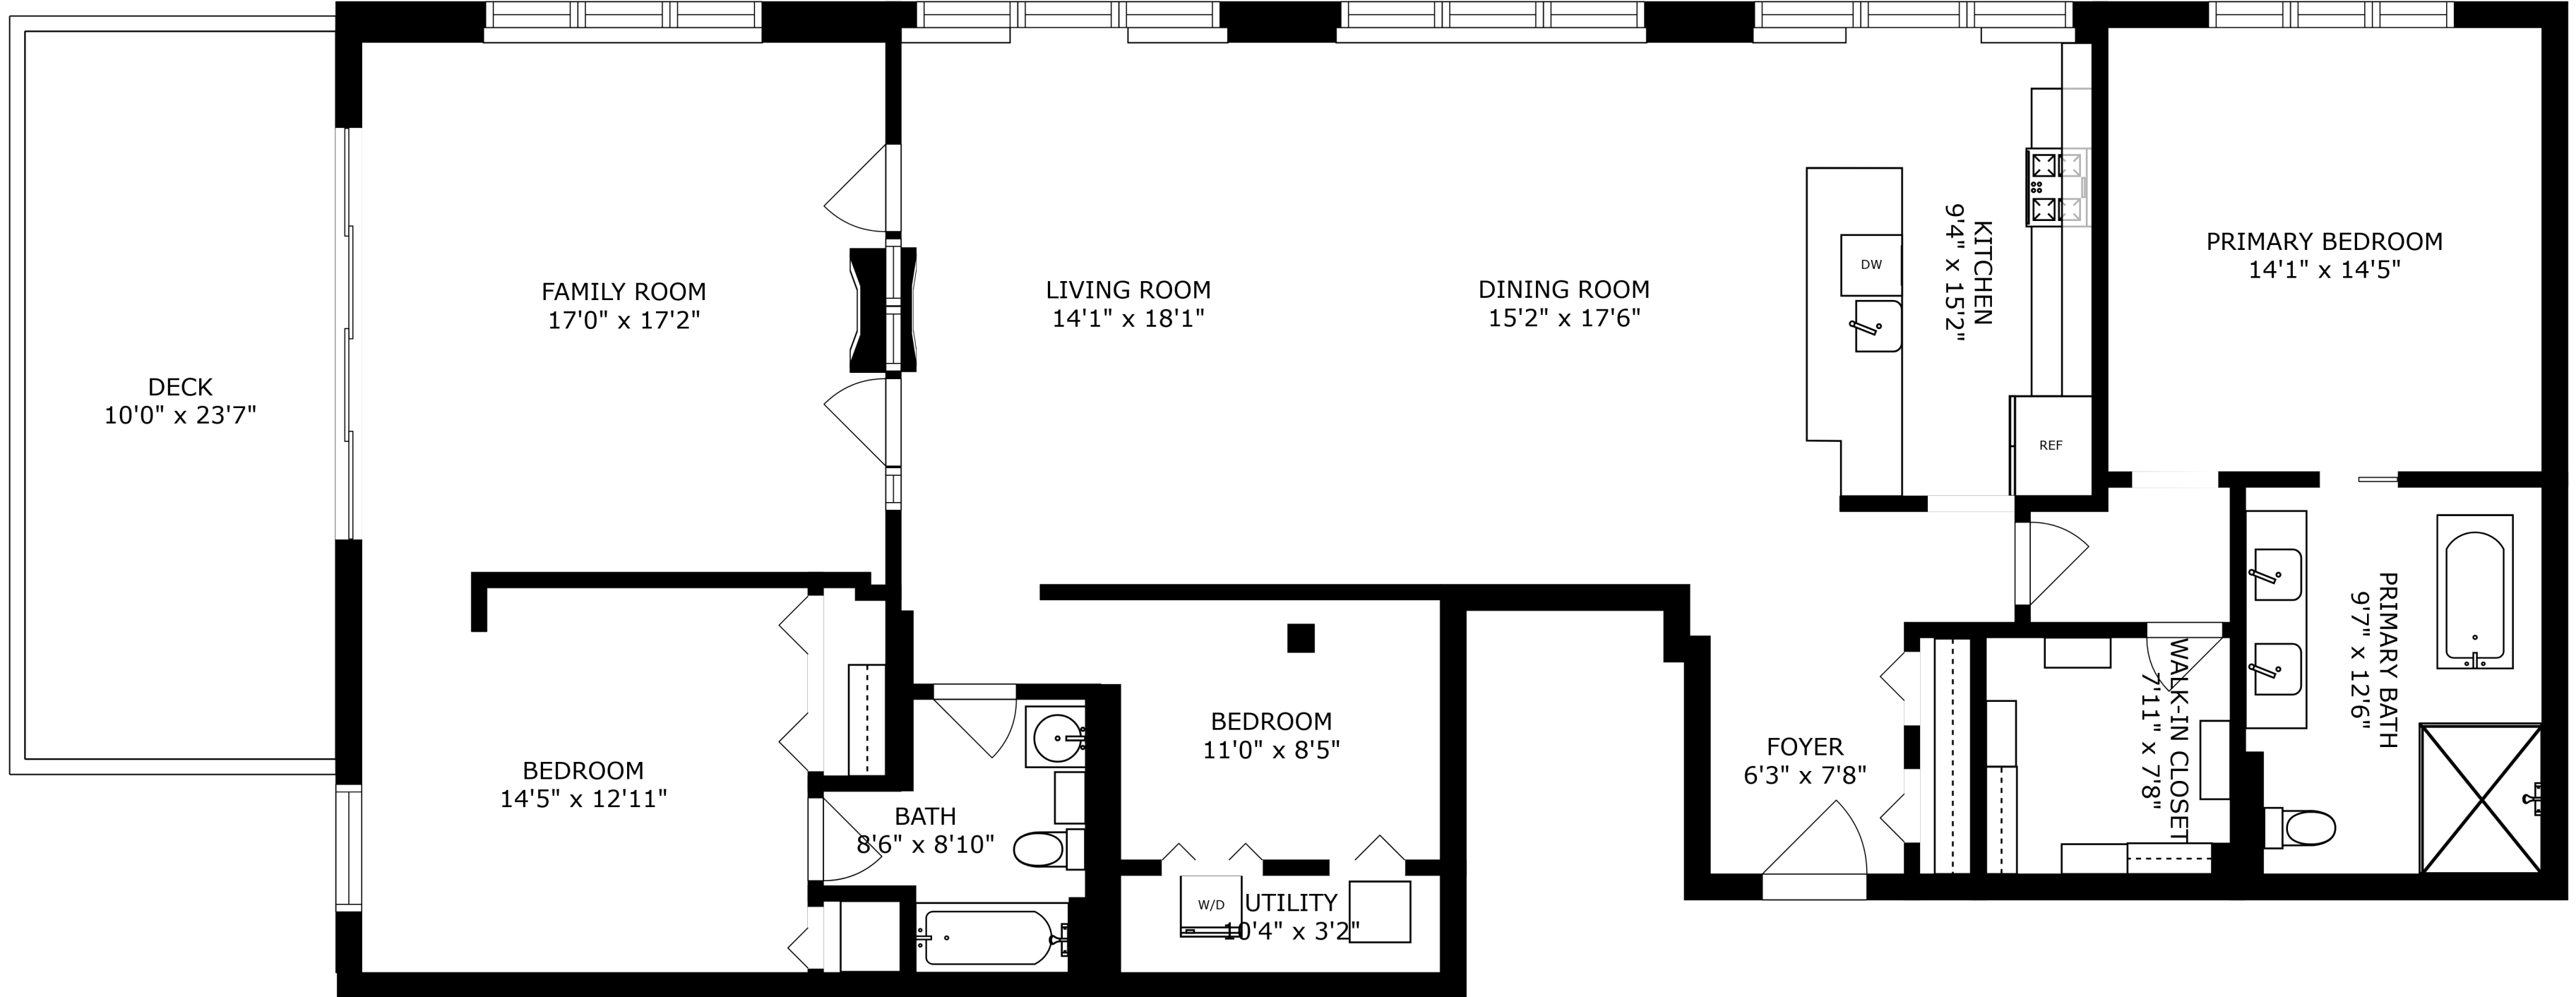 DECK
10'0" x 23'7"
FAMILY ROOM
17'0" x 17'2"
LIVING ROOM
14'1" x 18'1"
DINING ROOM
15'2" x 17'6"
DW
KITCHEN
9'4" x 15'2"
REF
PRIMARY BEDROOM
14'1" x 14'5"
BEDROOM
14'5" x 12'11"
BATH
8'6" x 8'10"
BEDROOM
11'0" x 8'5"
W/D
UTILITY
10'4" x 3'2"
FOYER
6'3" x 7'8"
WALK-IN CLOSET
7'11" x 7'8"
PRIMARY BATH
9'7" x 12'6"